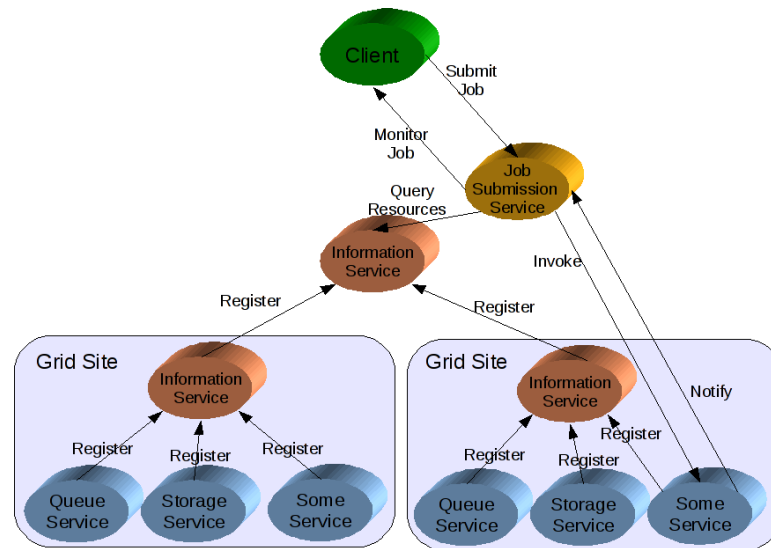 Client
Submit
Job
Monitor
Job
Job
Submission
Service
Query
Resources
Information
Service
Invoke
Register
Register
Grid Site
Information
Service
Register
Register
Register
Queue
Service
Storage
Service
Some
Service
Grid Site
Information
Service
Notify
Register
Register
Register
Queue
Service
Storage
Service
Some
Service